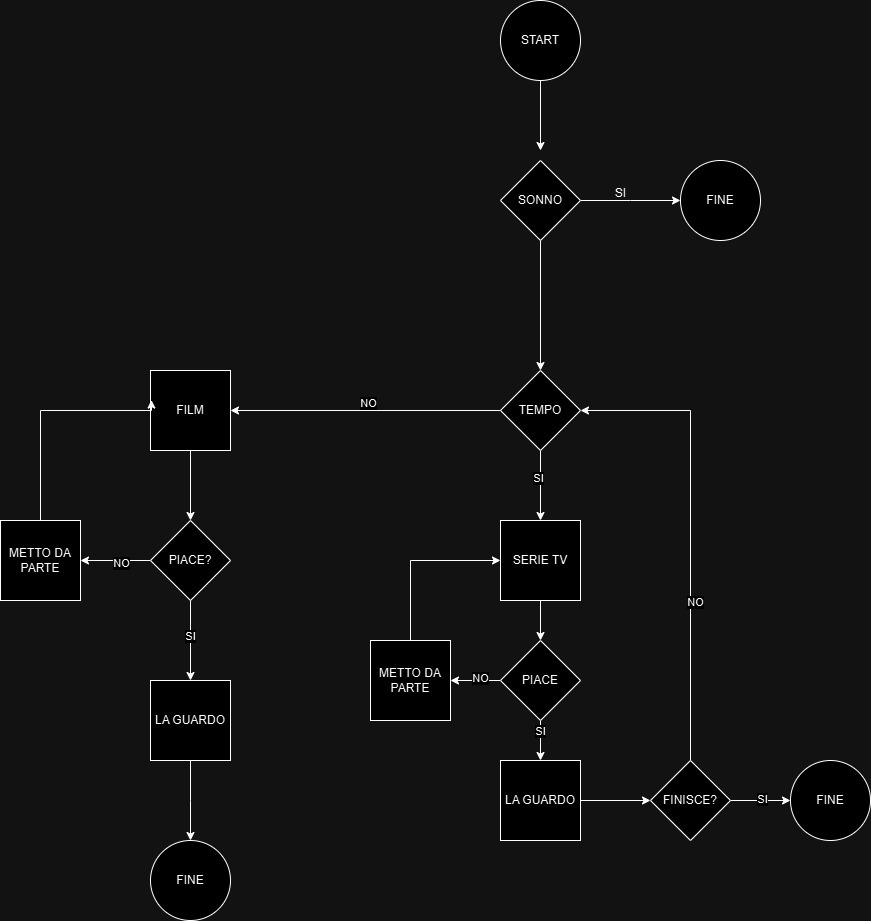 START
SONNO
SI
FINE
FILM
NO
TEMPO
SI
METTO DA
PARTE
NO
PIACE?
SERIE TV
NO
SI
METTO DA
PARTE
NO
PIACE
LA GUARDO
SI
LA GUARDO
FINISCE?
SI
FINE
FINE